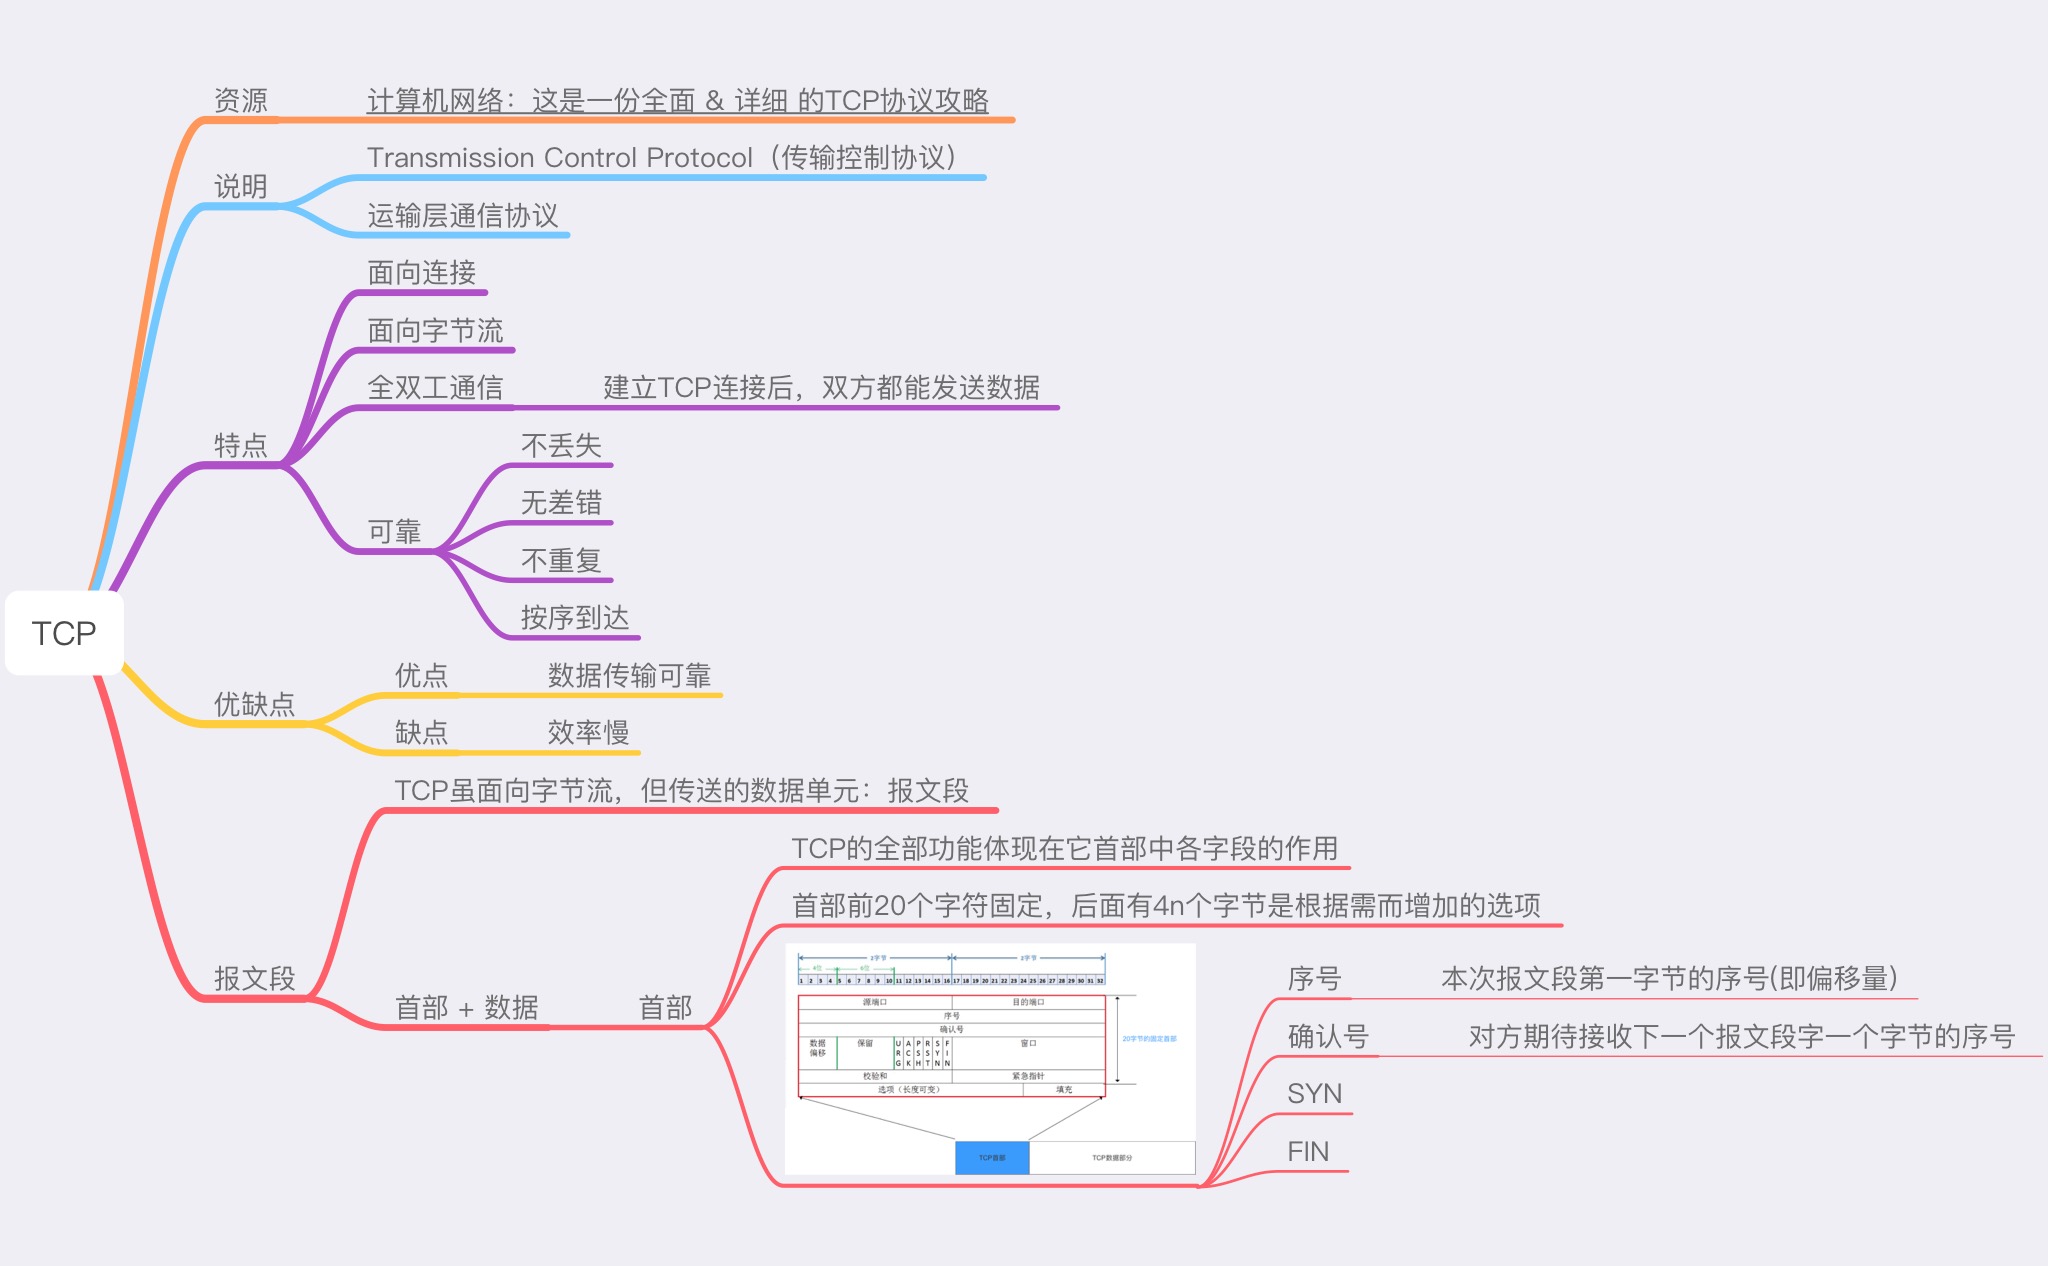 资源
计算机网络：这是一份全面 & 详细 的TCP协议攻略
说明
Transmission Control Protocol（传输控制协议）
运输层通信协议
特点
面向连接
面向字节流
全双工通信
建立TCP连接后，双方都能发送数据
可靠
不丢失
无差错
不重复
按序到达
TCP
优缺点
优点
数据传输可靠
缺点
效率慢
报文段
TCP虽面向字节流，但传送的数据单元：报文段
首部 + 数据
首部
TCP的全部功能体现在它首部中各字段的作用
首部前20个字符固定，后面有4n个字节是根据需而增加的选项
2字节 2字节
4位 6位
1 2 3 4 5 6 7 8 9 10 11 12 13 14 15 16 17 18 19 20 21 22 23 24 25 26 27 28 29 30 31 32
源端口 目的端口
序号
确认号
数据偏移 保留 URG ACK PSH RST SYN FIN 窗口
20字节的固定首部
校验和 紧急指针
选项（长度可变） 填充
TCP首部 TCP数据部分
序号
本次报文段第一字节的序号(即偏移量)
确认号
对方期待接收下一个报文段字一个字节的序号
SYN
FIN